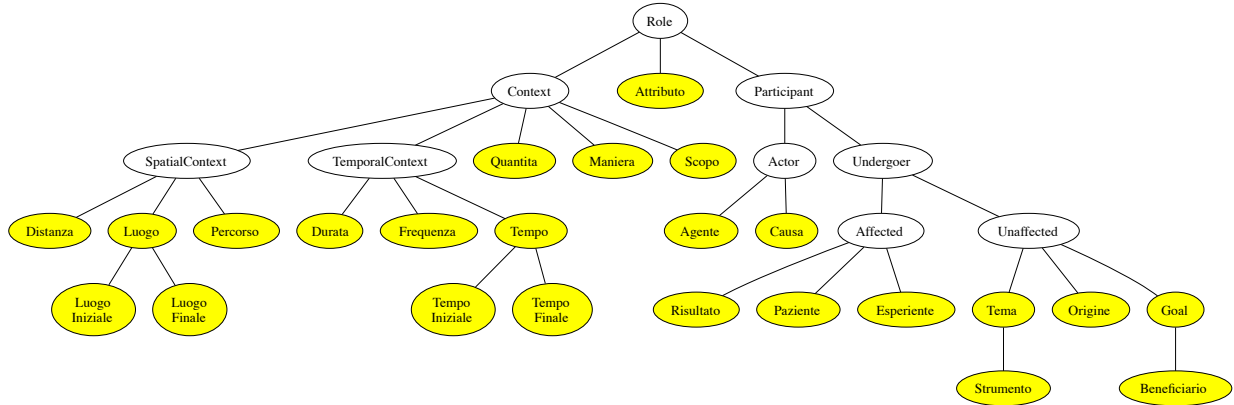 Role
Context
Attributo
Participant
SpatialContext
TemporalContext
Quantita
Maniera
Scopo
Actor
Undergoer
Distanza
Luogo
Percorso
Durata
Frequenza
Tempo
Agente
Causa
Affected
Unaffected
Luogo
Iniziale
Luogo
Finale
Tempo
Iniziale
Tempo
Finale
Risultato
Paziente
Esperiente
Tema
Origine
Goal
Strumento
Beneficiario